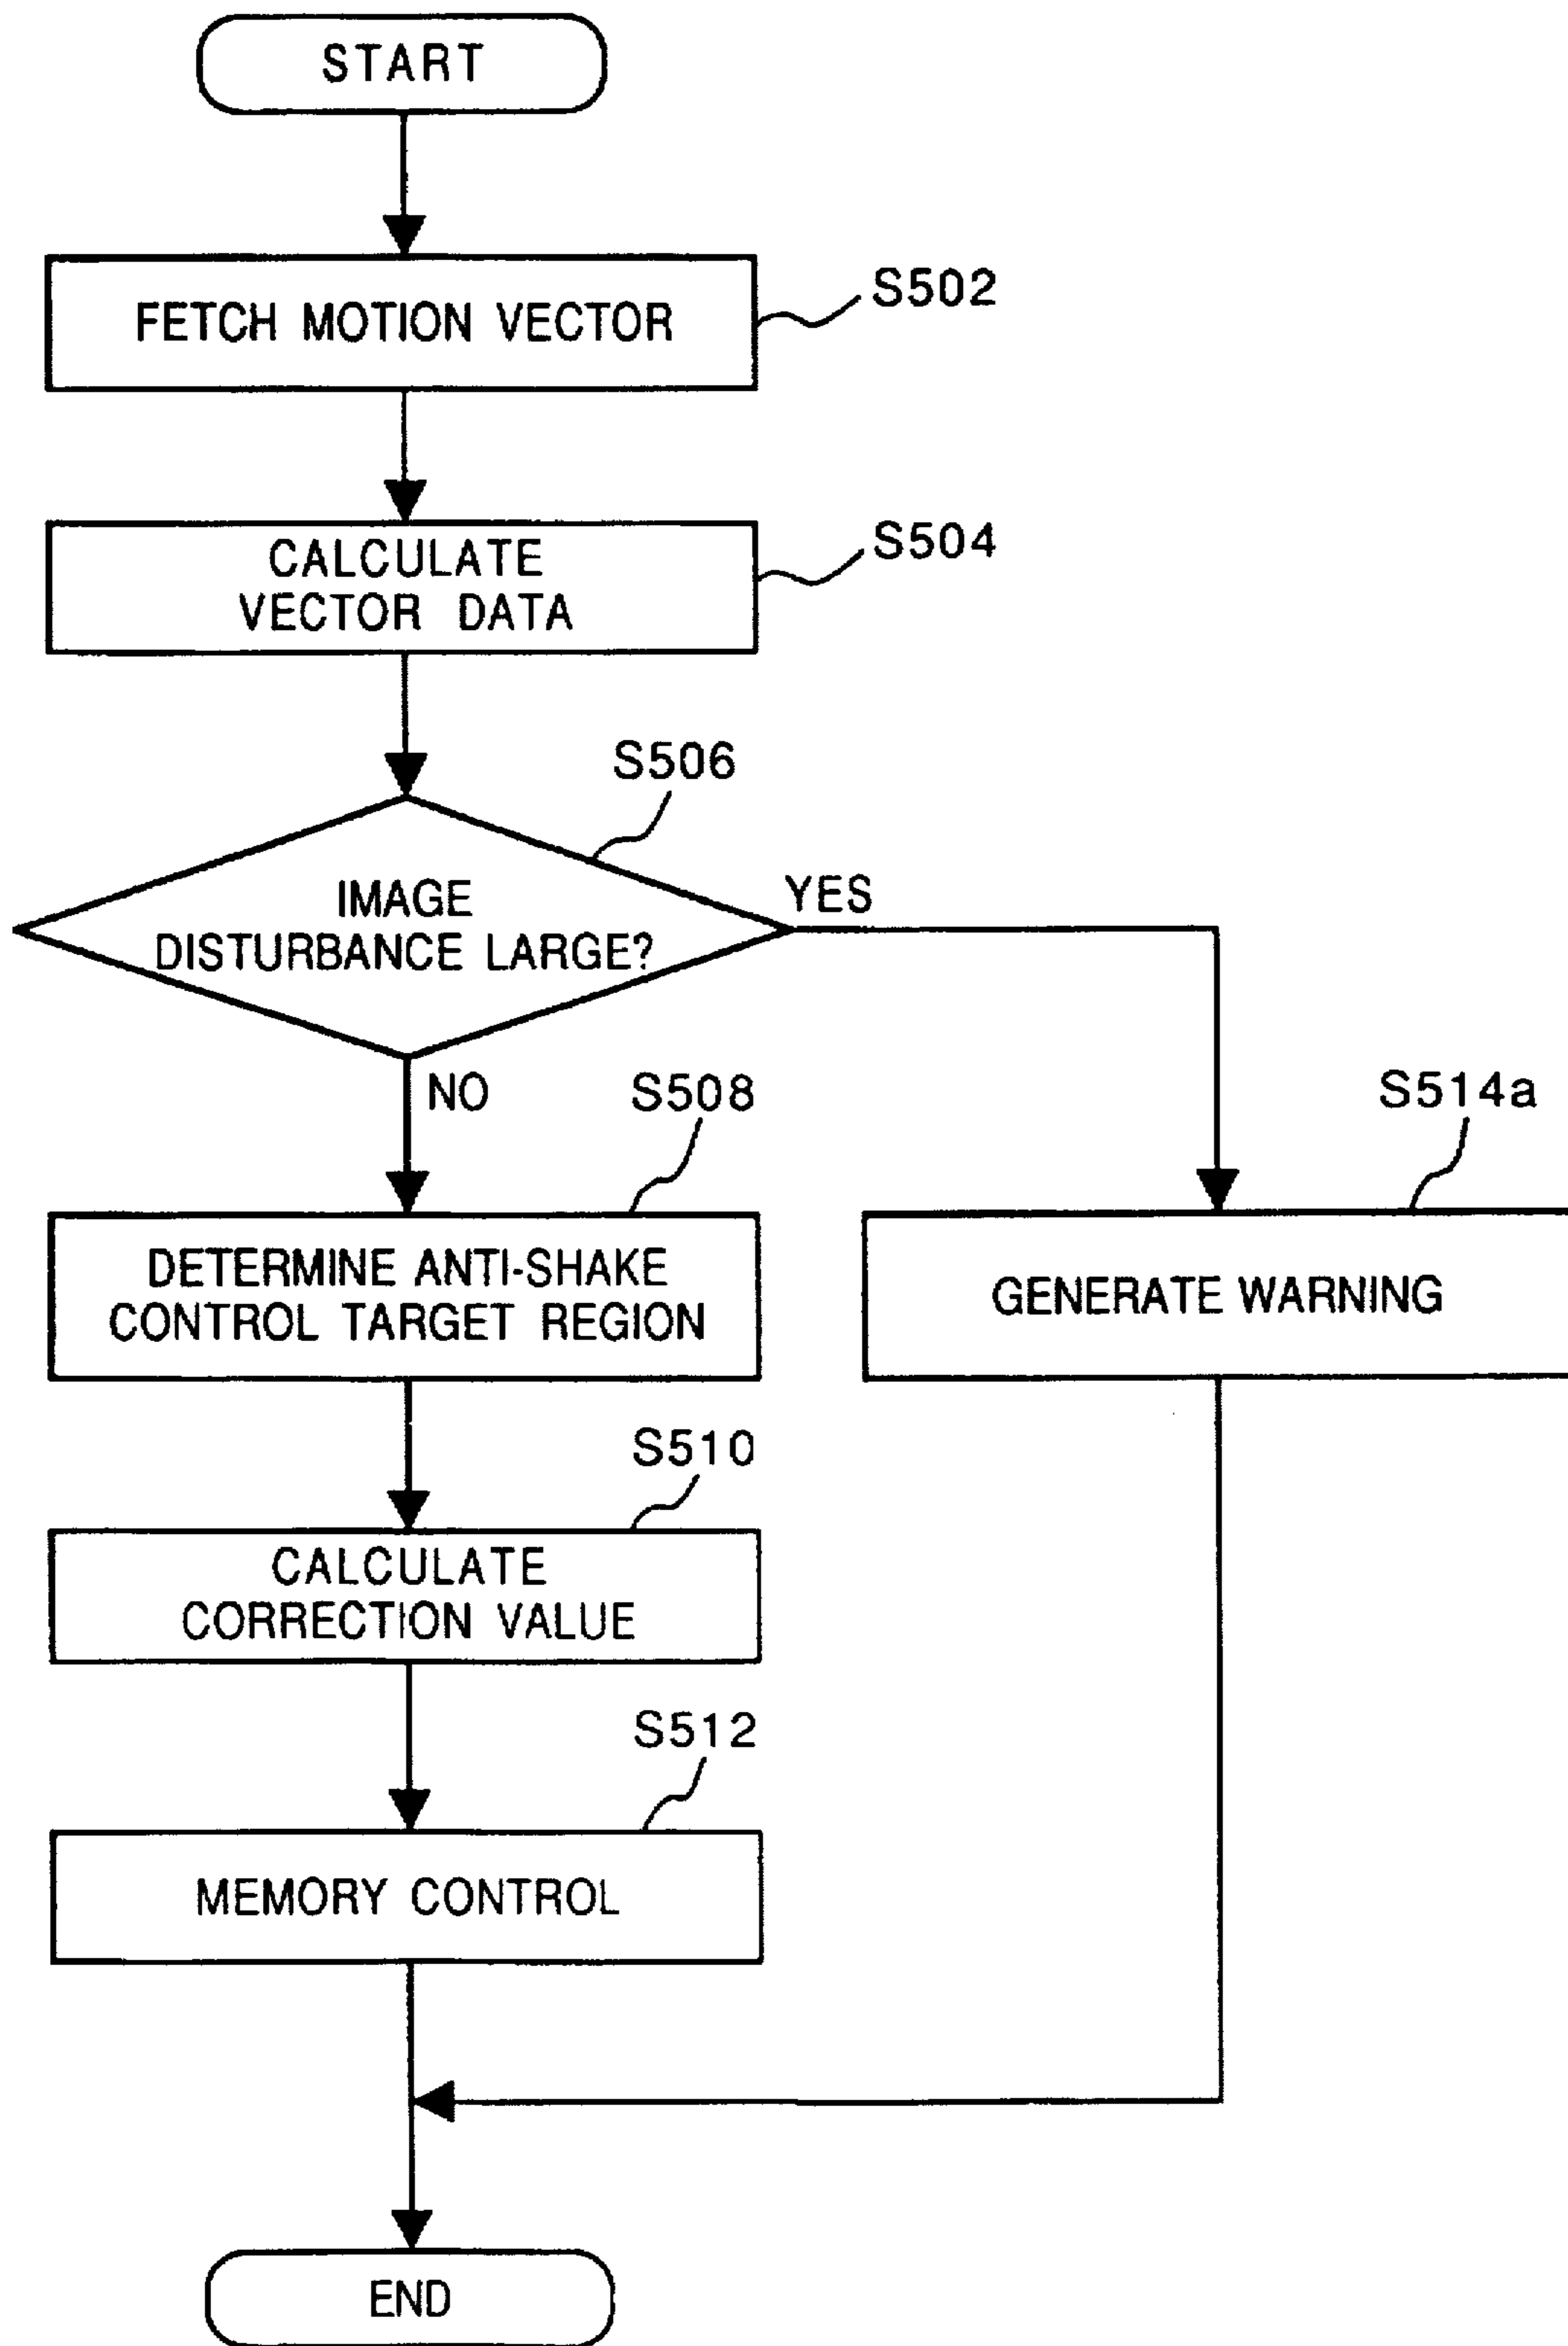 START
FETCH MOTION VECTOR
S502
CALCULATE
VECTOR DATA
S504
S506
IMAGE
DISTURBANCE LARGE?
YES
NO
S508
DETERMINE ANTI-SHAKE
CONTROL TARGET REGION
S514a
GENERATE WARNING
S510
CALCULATE
CORRECTION VALUE
S512
MEMORY CONTROL
END